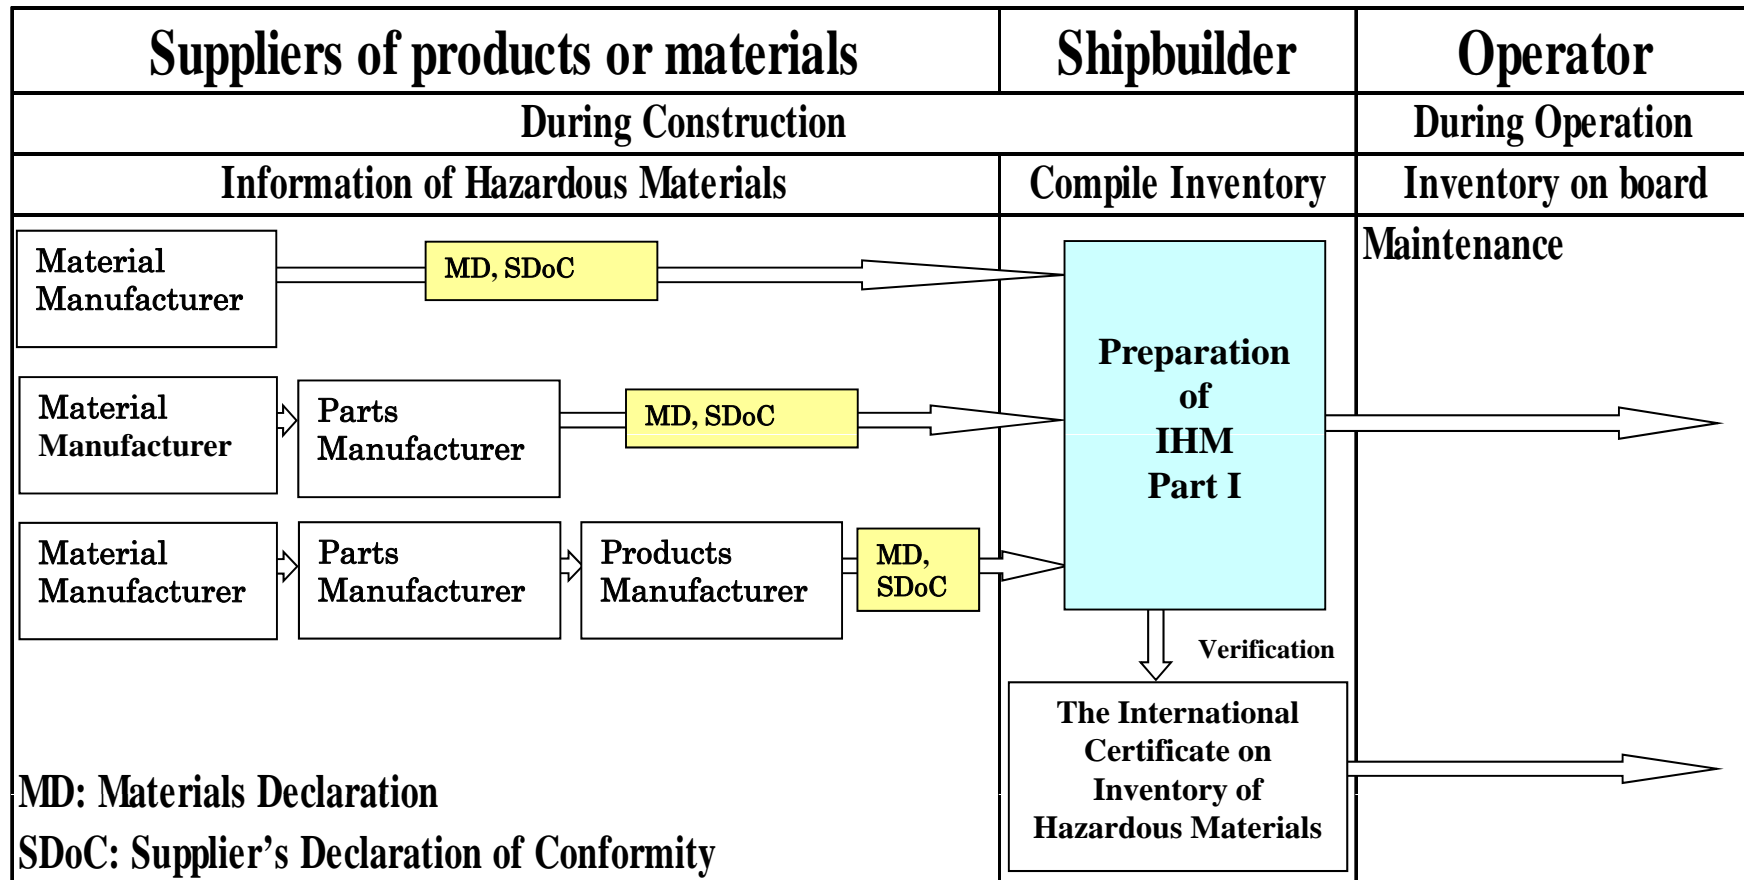 Suppliers of products or materials
Shipbuilder
Operator
During Construction
During Operation
Information of Hazardous Materials
Compile Inventory
Inventory on board
Maintenance
Material
Manufacturer
MD, SDoC
Material
Manufacturer
Parts
Manufacturer
MD, SDoC
Material
Manufacturer
Parts
Manufacturer
Products
Manufacturer
MD,
SDoC
Preparation
of
IHM
Part I
Verification
The International
Certificate on
Inventory of
Hazardous Materials
MD: Materials Declaration
SDoC: Supplier’s Declaration of Conformity